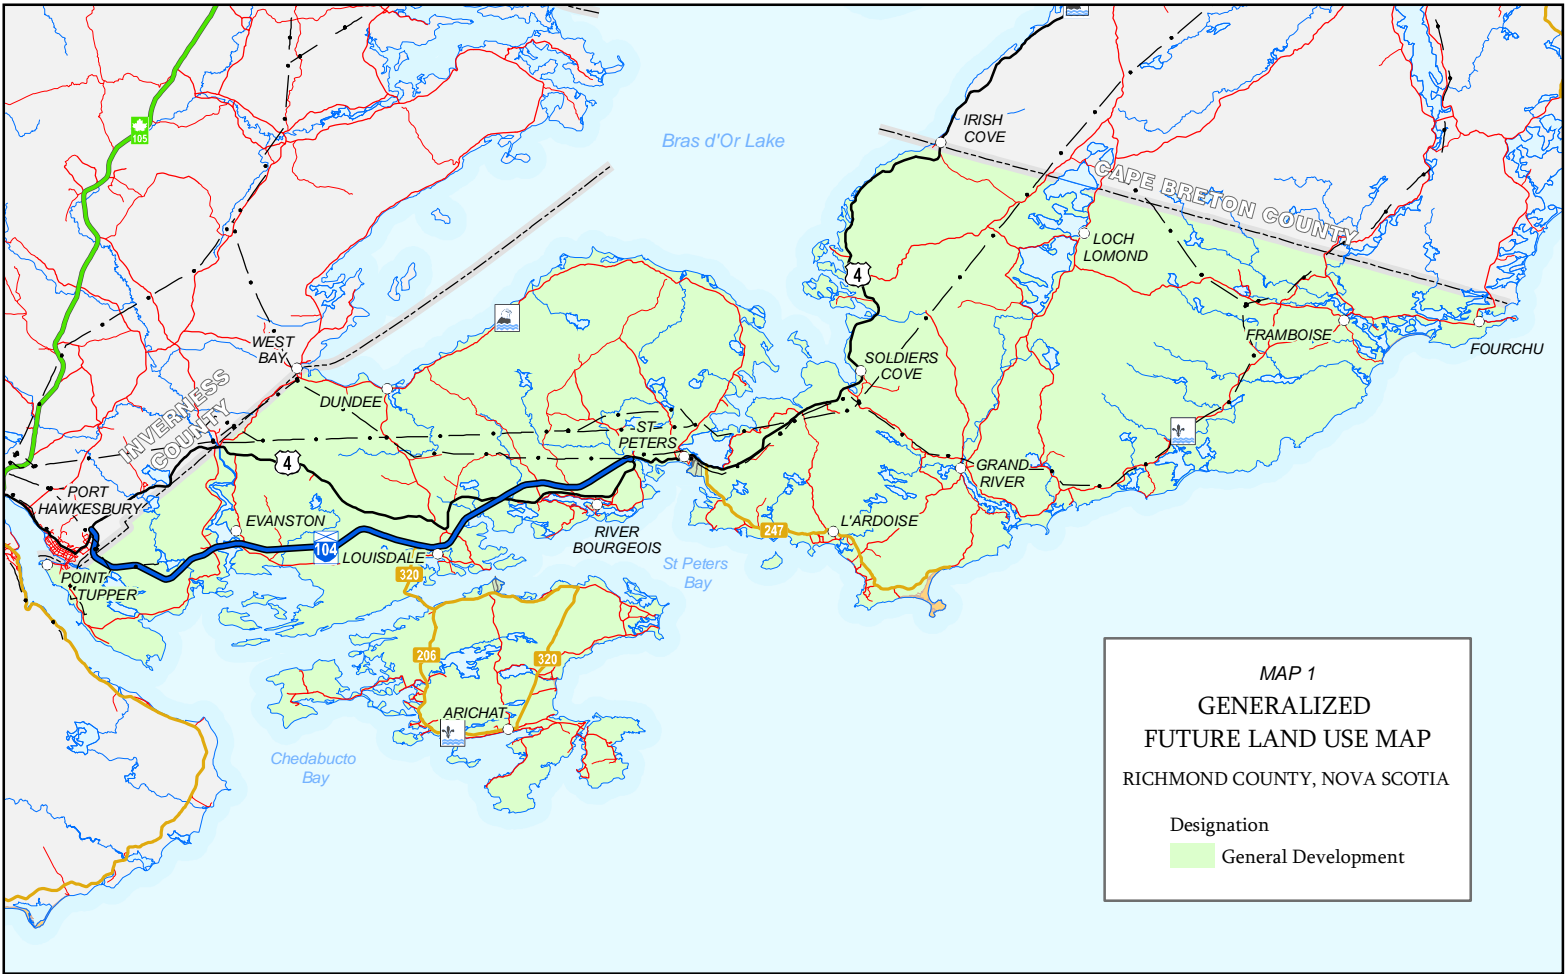 105
Bras d'Or Lake
IRISH
COVE
CAPE BRETON COUNTY
LOCH
LOMOND
4
WEST
BAY
SOLDIERS
COVE
FRAMBOISE
FOURCHU
DUNDEE
INVERNESS
COUNTY
ST
PETERS
4
GRAND
RIVER
PORT
HAWKESBURY
EVANSTON
L'ARDOISE
247
RIVER
BOURGEOIS
104
LOUISDALE
320
St Peters
Bay
POINT
TUPPER
206
320
ARICHAT
Chedabucto
Bay
MAP 1
GENERALIZED
FUTURE LAND USE MAP
RICHMOND COUNTY, NOVA SCOTIA
Designation
General Development